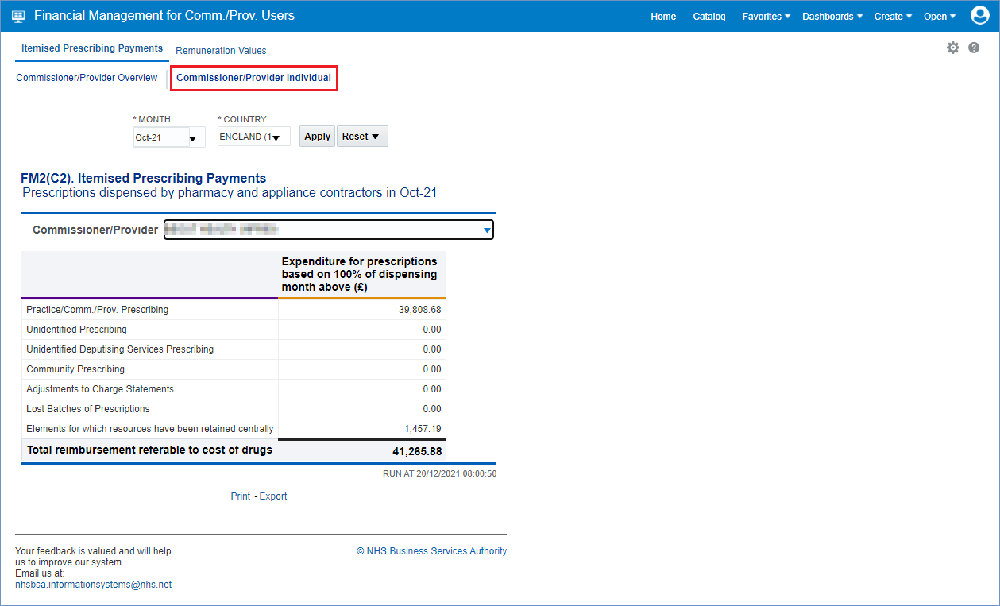 Financial Management for Comm./Prov. Users
Home Catalog Favorites Dashboards Create Open
Itemised Prescribing Payments Remuneration Values
Commissioner/Provider Overview Commissioner/Provider Individual
* MONTH * COUNTRY
Oct-21 ENGLAND (1 Apply Reset
FM2(C2). Itemised Prescribing Payments
Prescriptions dispensed by pharmacy and appliance contractors in Oct-21
Commissioner/Provider
Expenditure for prescriptions
based on 100% of dispensing
month above (£)
Practice/Comm./Prov. Prescribing 39,808.68
Unidentified Prescribing 0.00
Unidentified Deputising Services Prescribing 0.00
Community Prescribing 0.00
Adjustments to Charge Statements 0.00
Lost Batches of Prescriptions 0.00
Elements for which resources have been retained centrally 1,457.19
Total reimbursement referable to cost of drugs 41,265.88
RUN AT 20/12/2021 08:00:50
Print - Export
Your feedback is valued and will help © NHS Business Services Authority
us to improve our system
Email us at:
nhsbsa.informationsystems@nhs.net